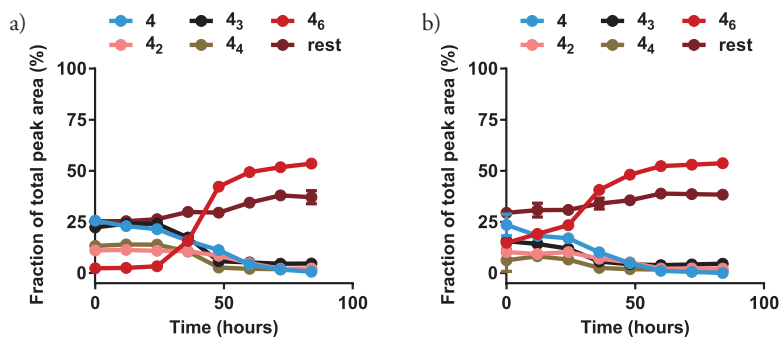 a)
4 4₃ 4₆
4₂ 4₄ rest
Fraction of total peak area (%)
100
75
50
25
0
0 50 100
Time (hours)
b)
4 4₃ 4₆
4₂ 4₄ rest
Fraction of total peak area (%)
100
75
50
25
0
0 50 100
Time (hours)